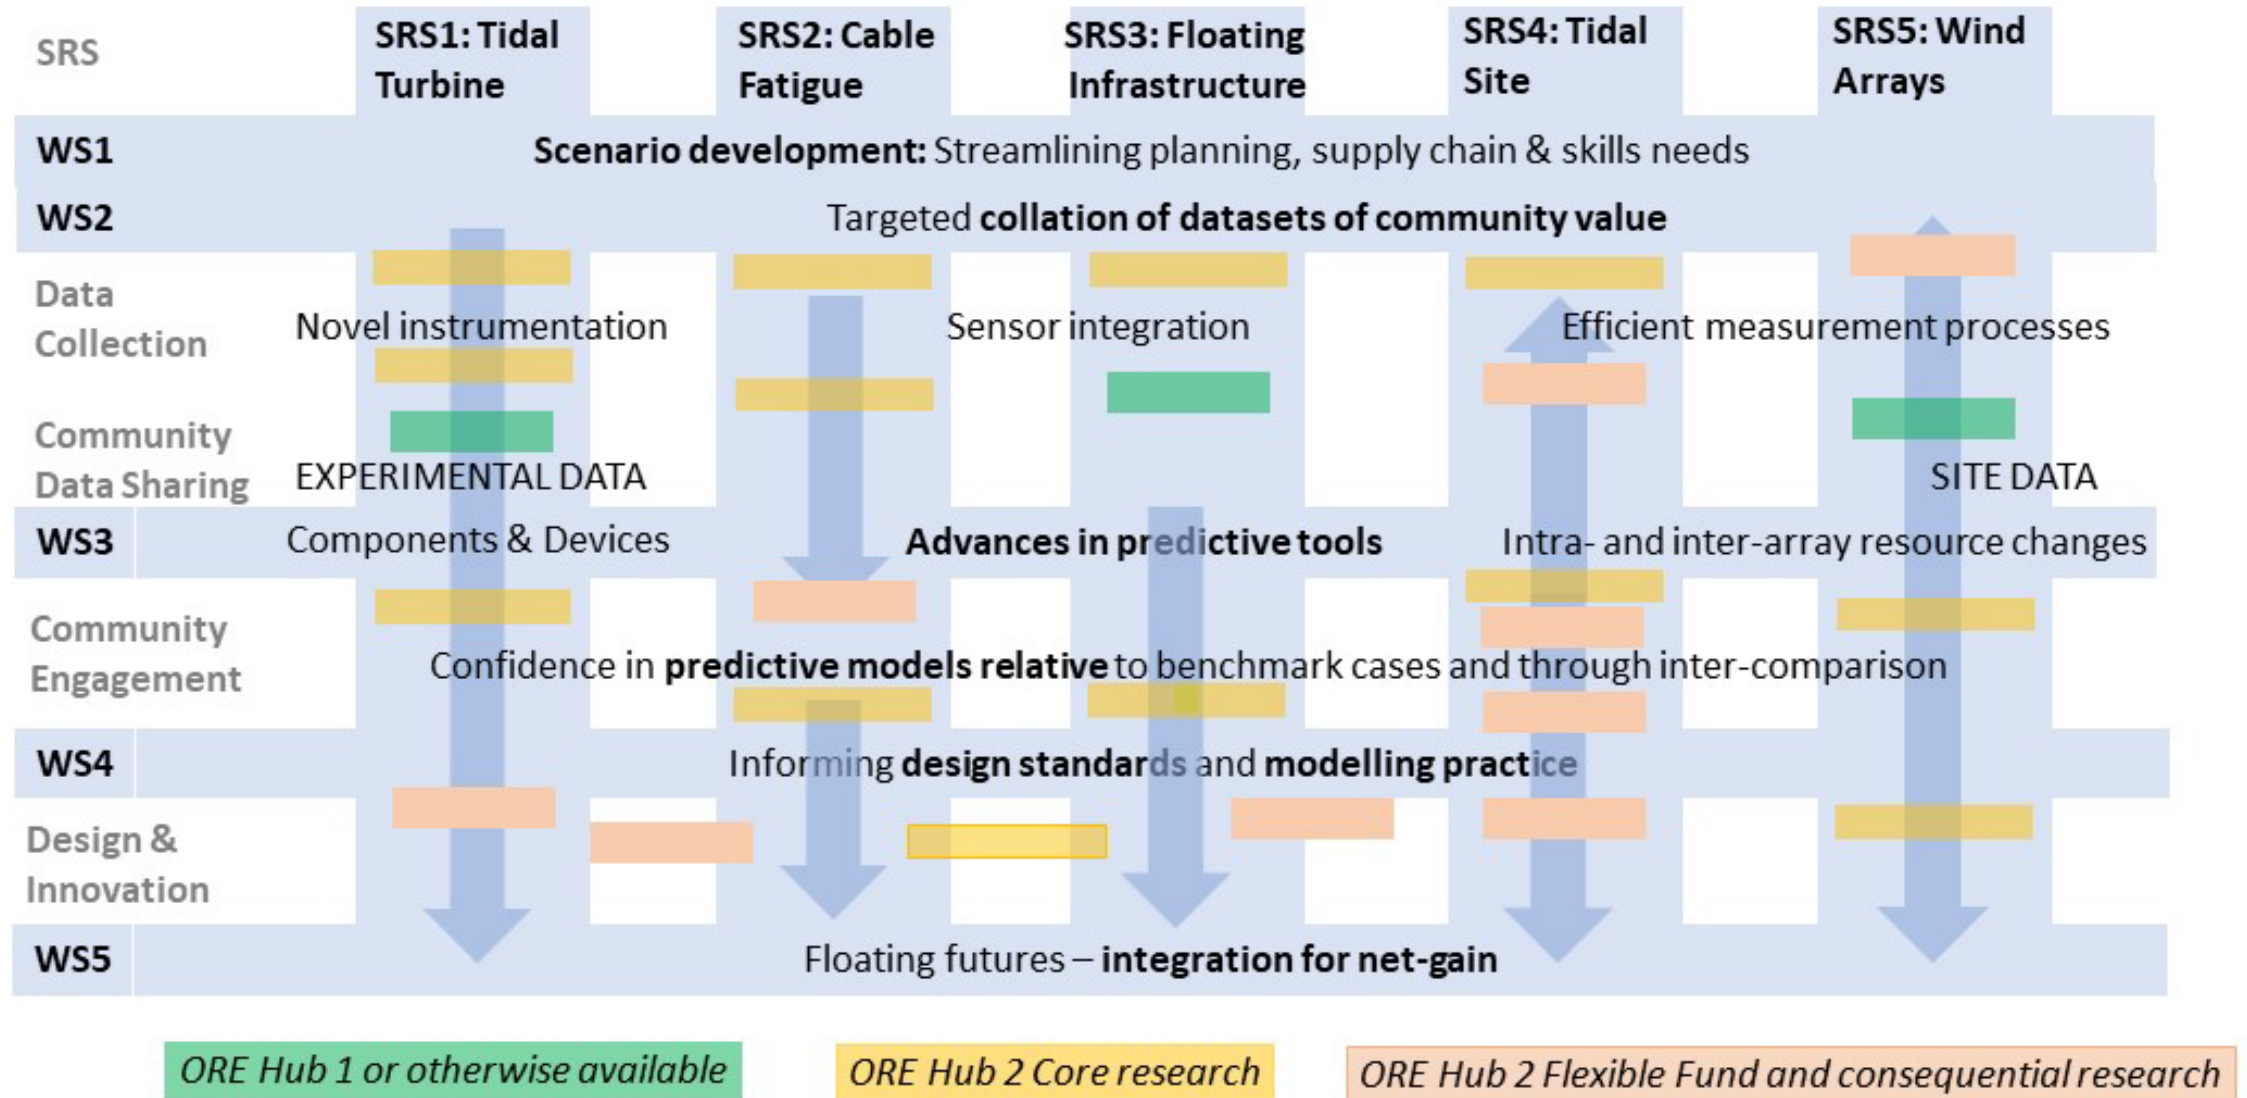 SRS
SRS1: Tidal
Turbine
SRS2: Cable
Fatigue
SRS3: Floating
Infrastructure
SRS4: Tidal
Site
SRS5: Wind
Arrays
WS1
Scenario development: Streamlining planning, supply chain & skills needs
WS2
Targeted collation of datasets of community value
Data
Collection
Novel instrumentation
Sensor integration
Efficient measurement processes
Community
Data Sharing
EXPERIMENTAL DATA
SITE DATA
WS3
Components & Devices
Advances in predictive tools
Intra- and inter-array resource changes
Community
Engagement
Confidence in predictive models relative to benchmark cases and through inter-comparison
WS4
Informing design standards and modelling practice
Design &
Innovation
WS5
Floating futures – integration for net-gain
ORE Hub 1 or otherwise available
ORE Hub 2 Core research
ORE Hub 2 Flexible Fund and consequential research